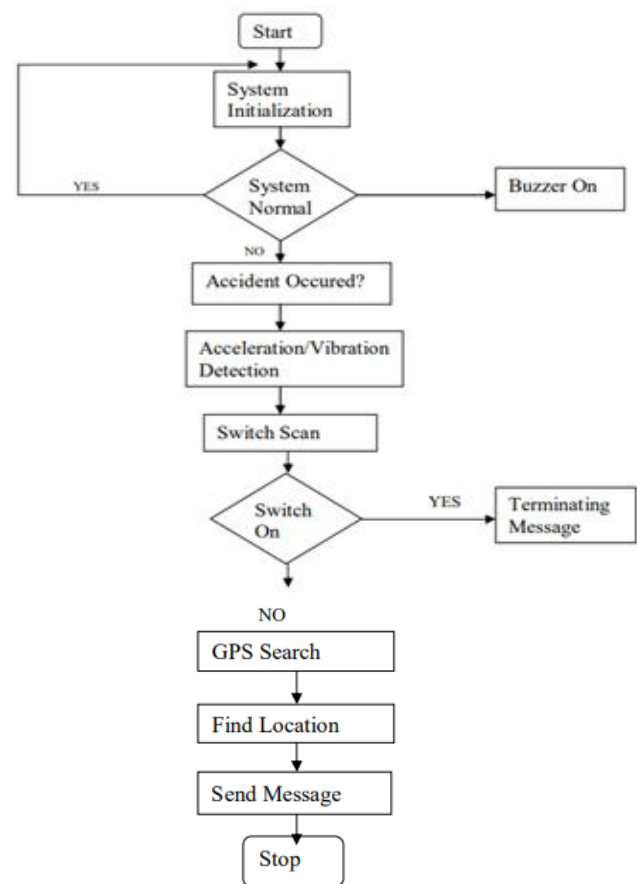 Start
System
Initialization
YES
System
Normal
Buzzer On
NO
Accident Occured?
Acceleration/Vibration
Detection
Switch Scan
Switch
On
YES
Terminating
Message
NO
GPS Search
Find Location
Send Message
Stop